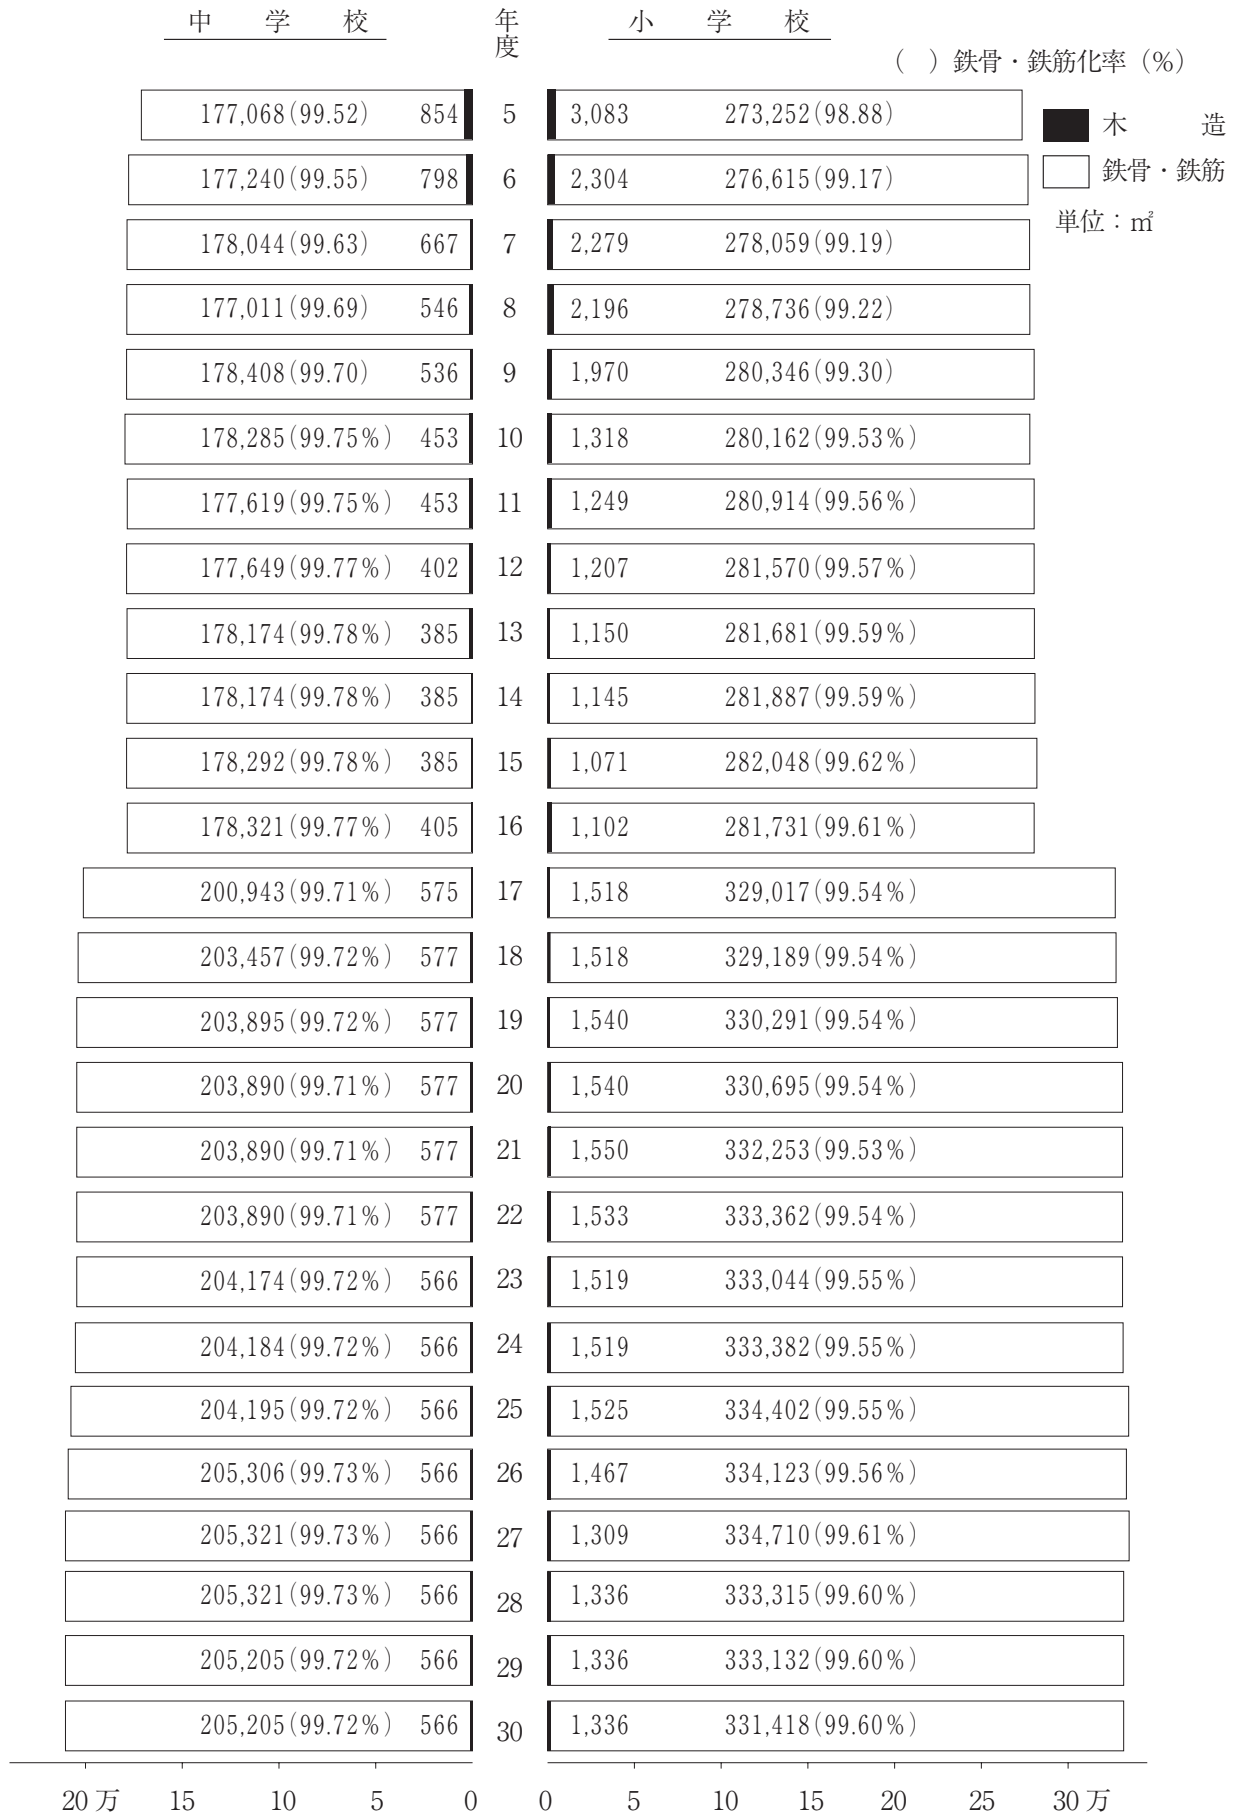 中 学 校 年度 小 学 校
( ) 鉄骨・鉄筋化率 (%)
177,068(99.52) 854 5 3,083 273,252(98.88)
木 造
177,240(99.55) 798 6 2,304 276,615(99.17)
鉄骨・鉄筋
単位：㎡
178,044(99.63) 667 7 2,279 278,059(99.19)
177,011(99.69) 546 8 2,196 278,736(99.22)
178,408(99.70) 536 9 1,970 280,346(99.30)
178,285(99.75%) 453 10 1,318 280,162(99.53%)
177,619(99.75%) 453 11 1,249 280,914(99.56%)
177,649(99.77%) 402 12 1,207 281,570(99.57%)
178,174(99.78%) 385 13 1,150 281,681(99.59%)
178,174(99.78%) 385 14 1,145 281,887(99.59%)
178,292(99.78%) 385 15 1,071 282,048(99.62%)
178,321(99.77%) 405 16 1,102 281,731(99.61%)
200,943(99.71%) 575 17 1,518 329,017(99.54%)
203,457(99.72%) 577 18 1,518 329,189(99.54%)
203,895(99.72%) 577 19 1,540 330,291(99.54%)
203,890(99.71%) 577 20 1,540 330,695(99.54%)
203,890(99.71%) 577 21 1,550 332,253(99.53%)
203,890(99.71%) 577 22 1,533 333,362(99.54%)
204,174(99.72%) 566 23 1,519 333,044(99.55%)
204,184(99.72%) 566 24 1,519 333,382(99.55%)
204,195(99.72%) 566 25 1,525 334,402(99.55%)
205,306(99.73%) 566 26 1,467 334,123(99.56%)
205,321(99.73%) 566 27 1,309 334,710(99.61%)
205,321(99.73%) 566 28 1,336 333,315(99.60%)
205,205(99.72%) 566 29 1,336 333,132(99.60%)
205,205(99.72%) 566 30 1,336 331,418(99.60%)
20 万 15 10 5 0 0 5 10 15 20 25 30 万